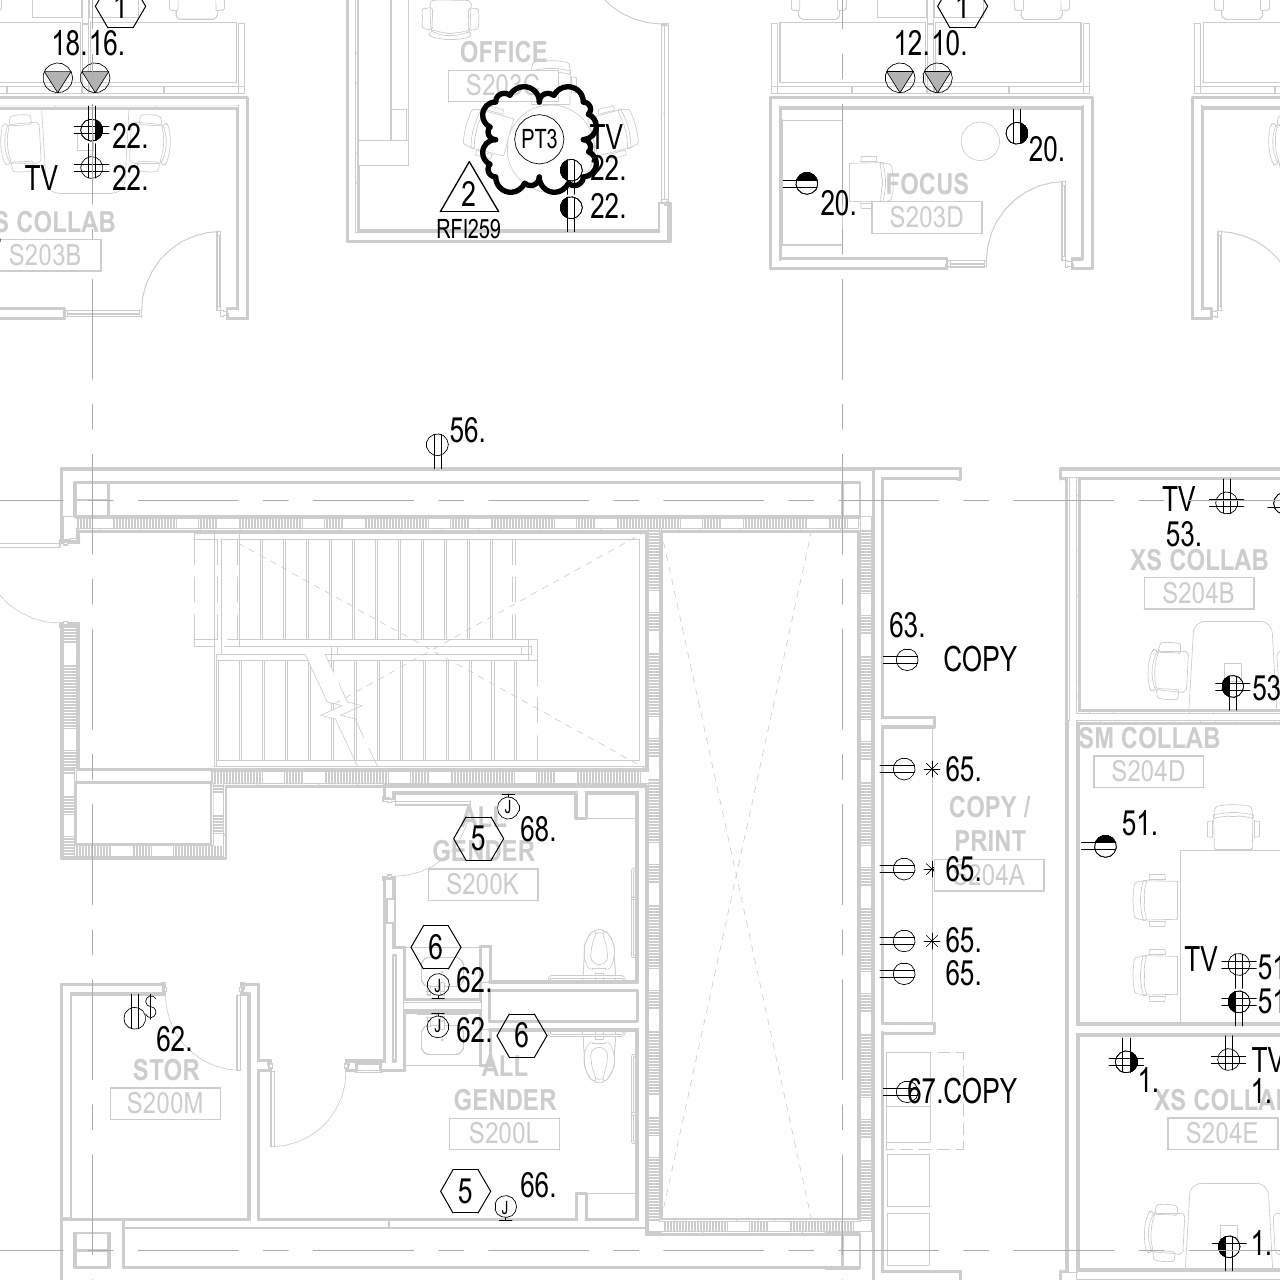 1
1
18. 16.
OFFICE
S203C
12. 10.
22.
PT3
TV
22.
20.
TV
22.
2
22.
20.
FOCUS
S203D
RFI259
S COLLAB
S203B
56.
TV
53.
XS COLLAB
S204B
63.
COPY
53
SM COLLAB
S204D
65.
COPY /
PRINT
S204A
51.
J
5
68.
ALL
GENDER
S200K
65.
6
J
62.
65.
65.
TV
51
51
$
62.
J
62.
6
STOR
S200M
ALL
GENDER
S200L
67. COPY
1.
TV
1.
XS COLLA
S204E
5
J
66.
1.